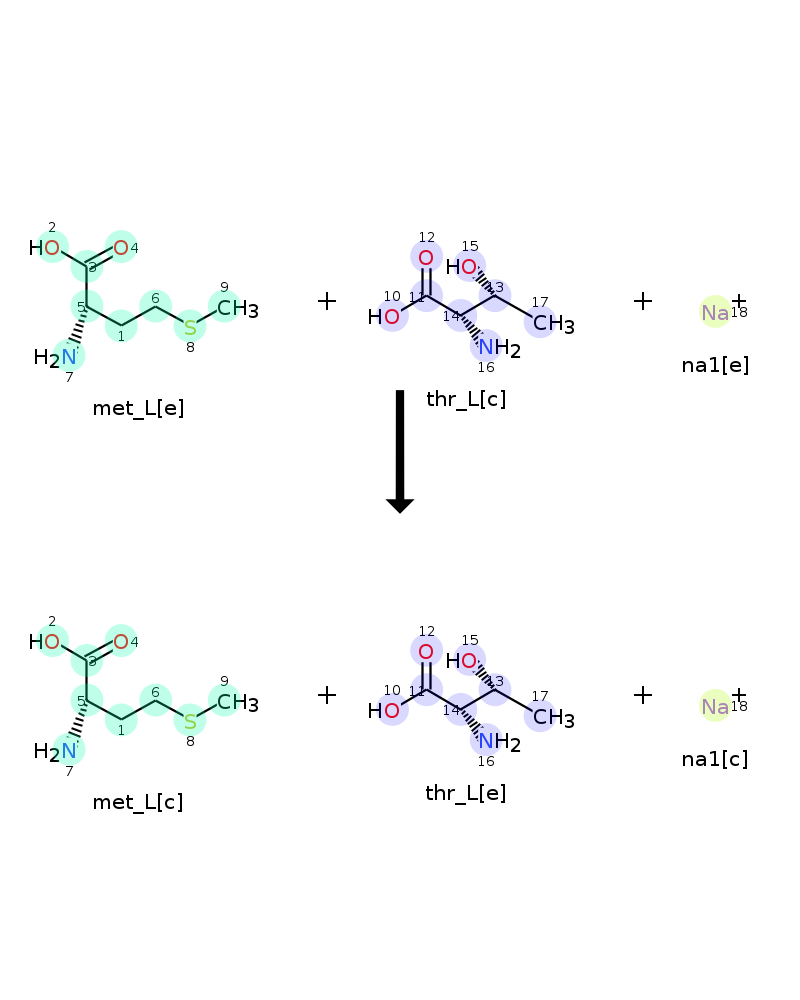 2 HO 3 O 4 5 H2N 7 1 6 S 8 9 CH3
+
12 O 15 HO 10 HO 11 13 14 NH2 16 17 CH3
+
Na + 18
met_L[e]
thr_L[c]
na1[e]
2 HO 3 O 4 5 H2N 7 1 6 S 8 9 CH3
+
12 O 15 HO 10 HO 11 13 14 NH2 16 17 CH3
+
Na + 18
met_L[c]
thr_L[e]
na1[c]